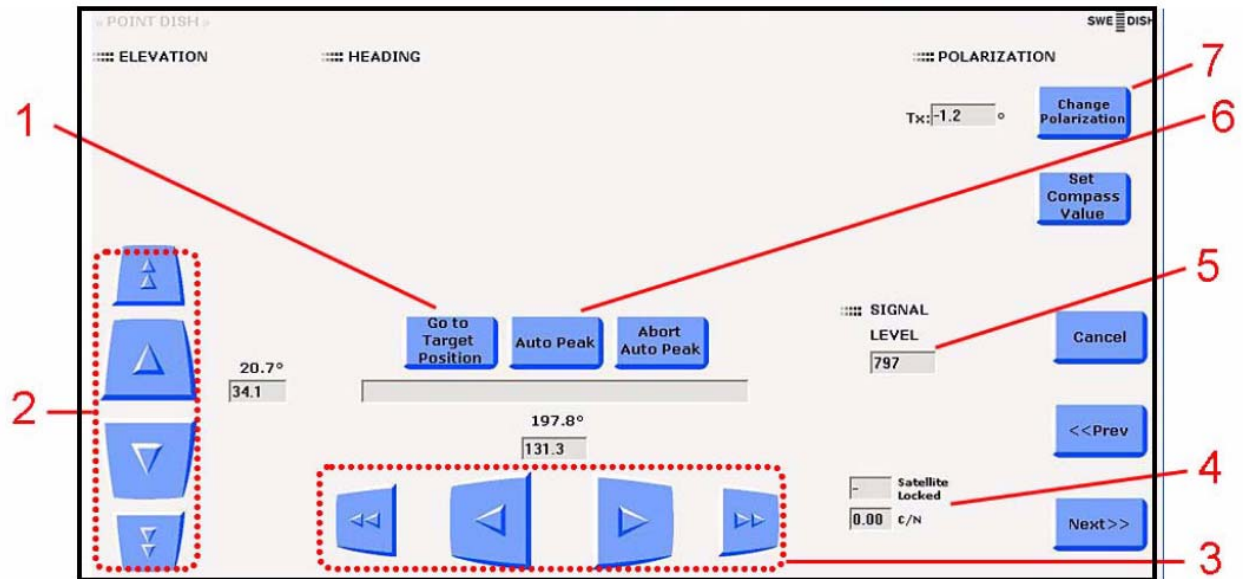 « POINT DISH »
SWE DISH
ELEVATION
HEADING
POLARIZATION
7
1
6
Tx: -1.2 °
Change
Polarization
Set
Compass
Value
5
Go to
Target
Position
Auto Peak
Abort
Auto Peak
SIGNAL
LEVEL
797
Cancel
2
20.7°
34.1
197.8°
131.3
<<Prev
4
- Satellite
Locked
0.00 C/N
Next>>
3